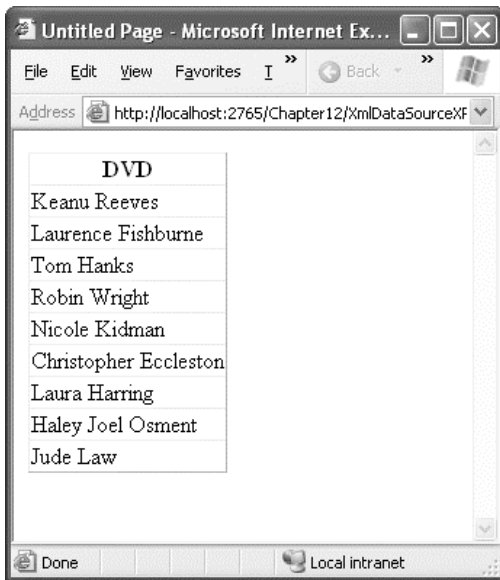 Untitled Page - Microsoft Internet Ex...
File Edit View Favorites T » Back »
Address http://localhost:2765/Chapter12/XmlDataSourceXF
DVD
Keanu Reeves
Laurence Fishburne
Tom Hanks
Robin Wright
Nicole Kidman
Christopher Eccleston
Laura Harring
Haley Joel Osment
Jude Law
Done Local intranet